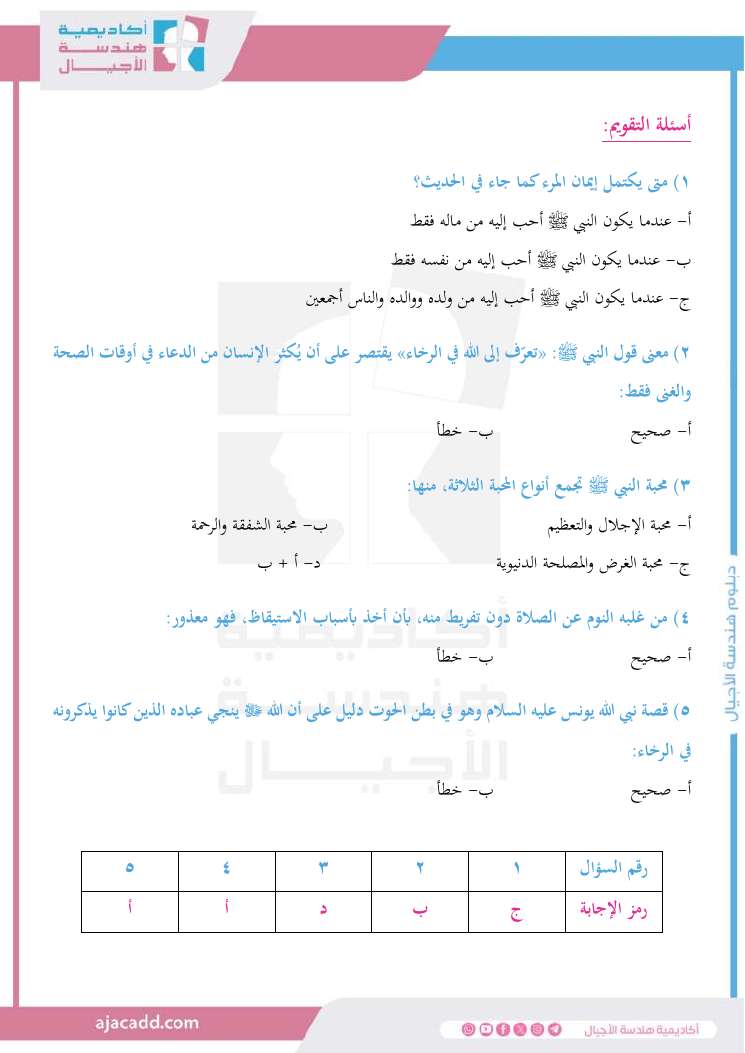 أكاديمية
هندسة
الأجيال
أسئلة التقويم:
١) متى يكتمل إيمان المرء كما جاء في الحديث؟
أ- عندما يكون النبي ﷺ أحب إليه من ماله فقط
ب- عندما يكون النبي ﷺ أحب إليه من نفسه فقط
ج- عندما يكون النبي ﷺ أحب إليه من ولده ووالده والناس أجمعين
٢) معنى قول النبي ﷺ: «تعرّف إلى الله في الرخاء» يقتصر على أن يُكثر الإنسان من الدعاء في أوقات الصحة
والغنى فقط:
أ- صحيح ب- خطأ
٣) محبة النبي ﷺ تجمع أنواع المحبة الثلاثة، منها:
أ- محبة الإجلال والتعظيم ب- محبة الشفقة والرحمة
ج- محبة الغرض والمصلحة الدنيوية د- أ + ب
٤) من غلبه النوم عن الصلاة دون تفريط منه، بأن أخذ بأسباب الاستيقاظ، فهو معذور:
أ- صحيح ب- خطأ
٥) قصة نبي الله يونس عليه السلام وهو في بطن الحوت دليل على أن الله ﷻ ينجي عباده الذين كانوا يذكرونه
في الرخاء:
أ- صحيح ب- خطأ
رقم السؤال ١ ٢ ٣ ٤ ٥
رمز الإجابة ج ب د أ أ
دبلوم هندسة الأجيال
أكاديمية
هندسة
الأجيال
أكاديمية هندسة الأجيال
ajacadd.com